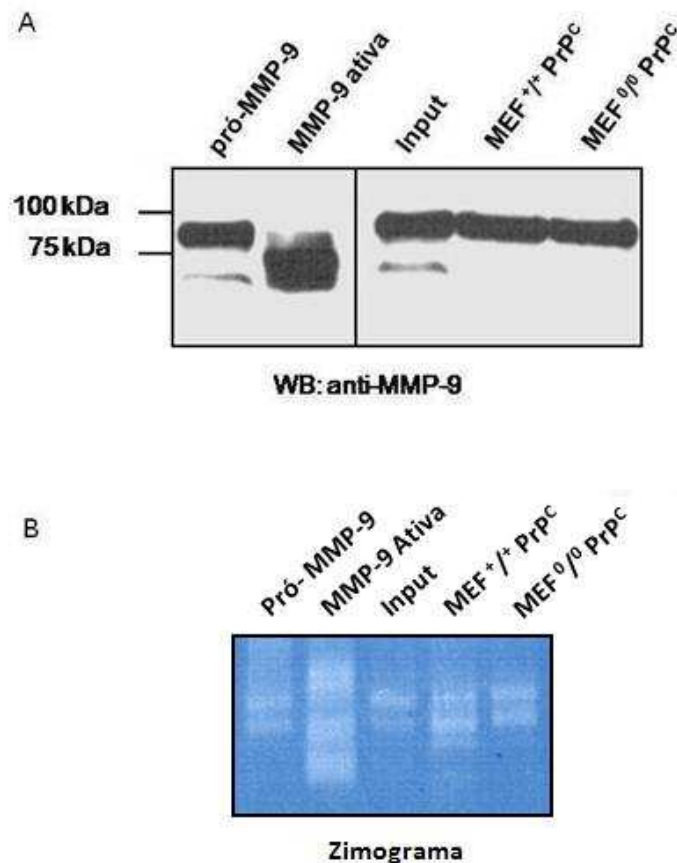 A
pró-MMP-9
MMP-9 ativa
Input
MEF⁺/⁺ PrPᶜ
MEF⁰/⁰ PrPᶜ
100 kDa
75 kDa
WB: anti-MMP-9
B
Pró- MMP-9
MMP-9 Ativa
Input
MEF⁺/⁺ PrPᶜ
MEF⁰/⁰ PrPᶜ
Zimograma